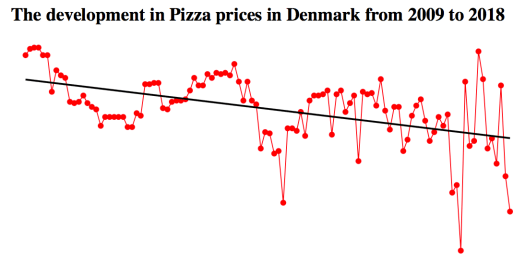 The development in Pizza prices in Denmark from 2009 to 2018